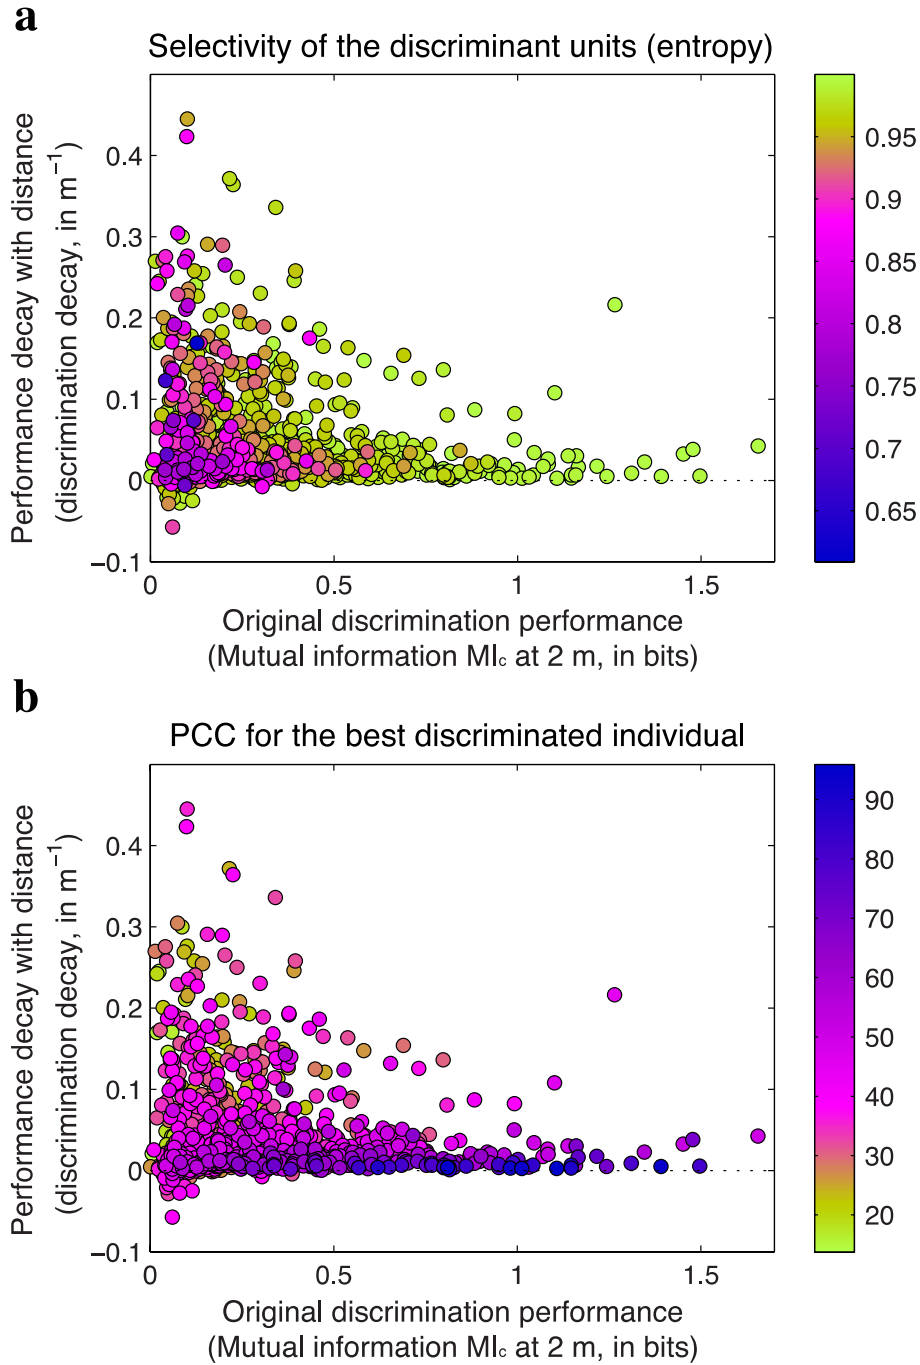 a
Selectivity of the discriminant units (entropy)
Performance decay with distance
(discrimination decay, in m⁻¹)
0.4
0.3
0.2
0.1
0
−0.1
0
0.5
1
1.5
Original discrimination performance
(Mutual information MIc at 2 m, in bits)
0.95
0.9
0.85
0.8
0.75
0.7
0.65
b
PCC for the best discriminated individual
Performance decay with distance
(discrimination decay, in m⁻¹)
0.4
0.3
0.2
0.1
0
−0.1
0
0.5
1
1.5
Original discrimination performance
(Mutual information MIc at 2 m, in bits)
90
80
70
60
50
40
30
20